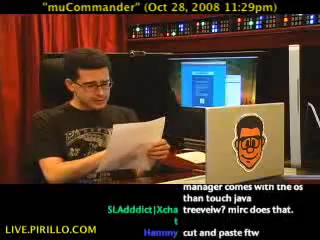 "muCommander" (Oct 28, 2008 11:29pm)
manager comes with the os
than touch java
SLAdddict|Xcha
t
treeveiw? mirc does that.
Hammy cut and paste ftw
LIVE.PIRILLO.COM